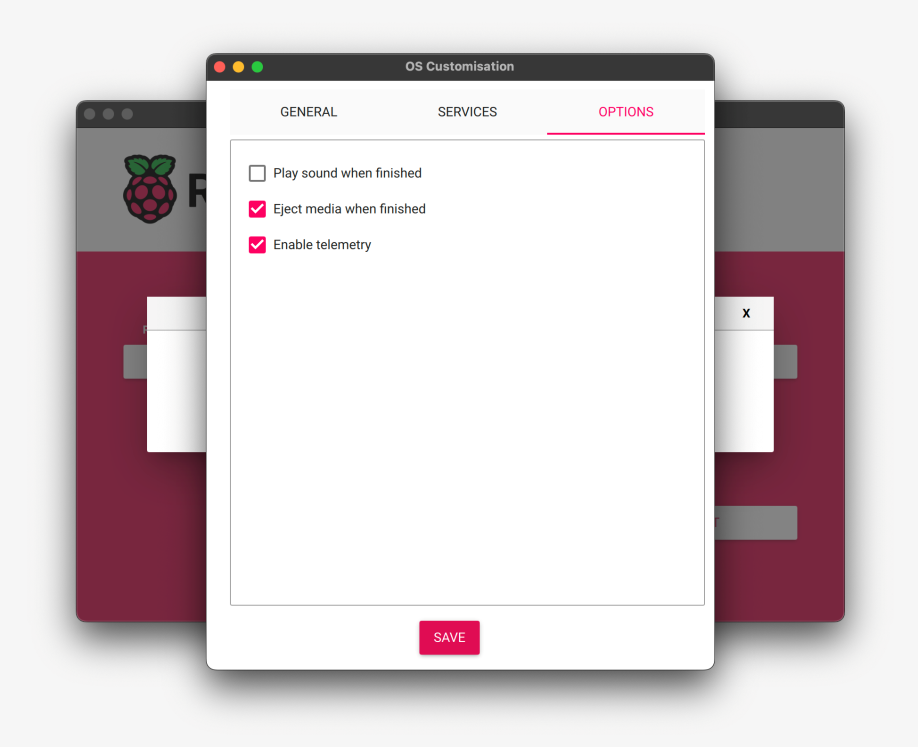 OS Customisation
GENERAL SERVICES OPTIONS
Play sound when finished
Eject media when finished
Enable telemetry
X
SAVE